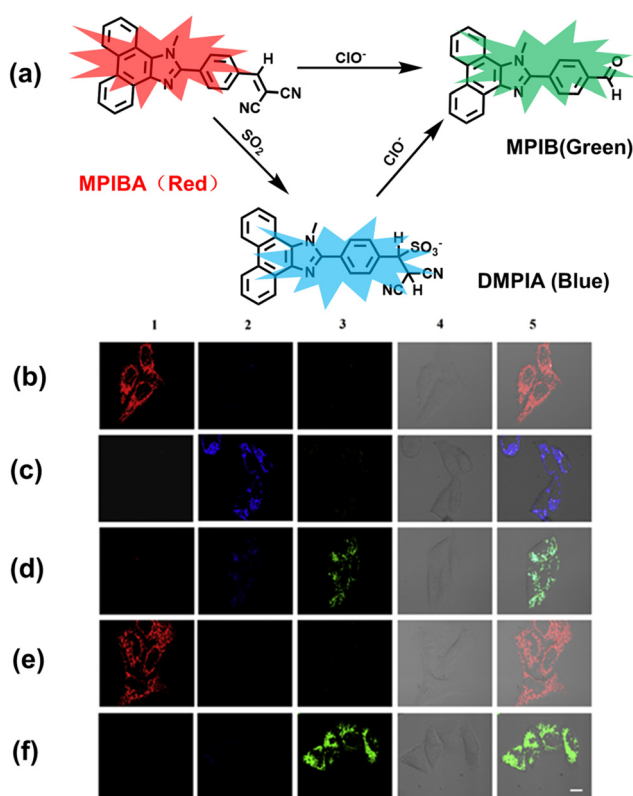 (a)
N
N
H
NC
CN
ClO⁻
N
N
O
H
MPIBA (Red)
SO₂
ClO⁻
MPIB(Green)
N
N
H
SO₃⁻
CN
NC
H
DMPIA (Blue)
1 2 3 4 5
(b)
(c)
(d)
(e)
(f)